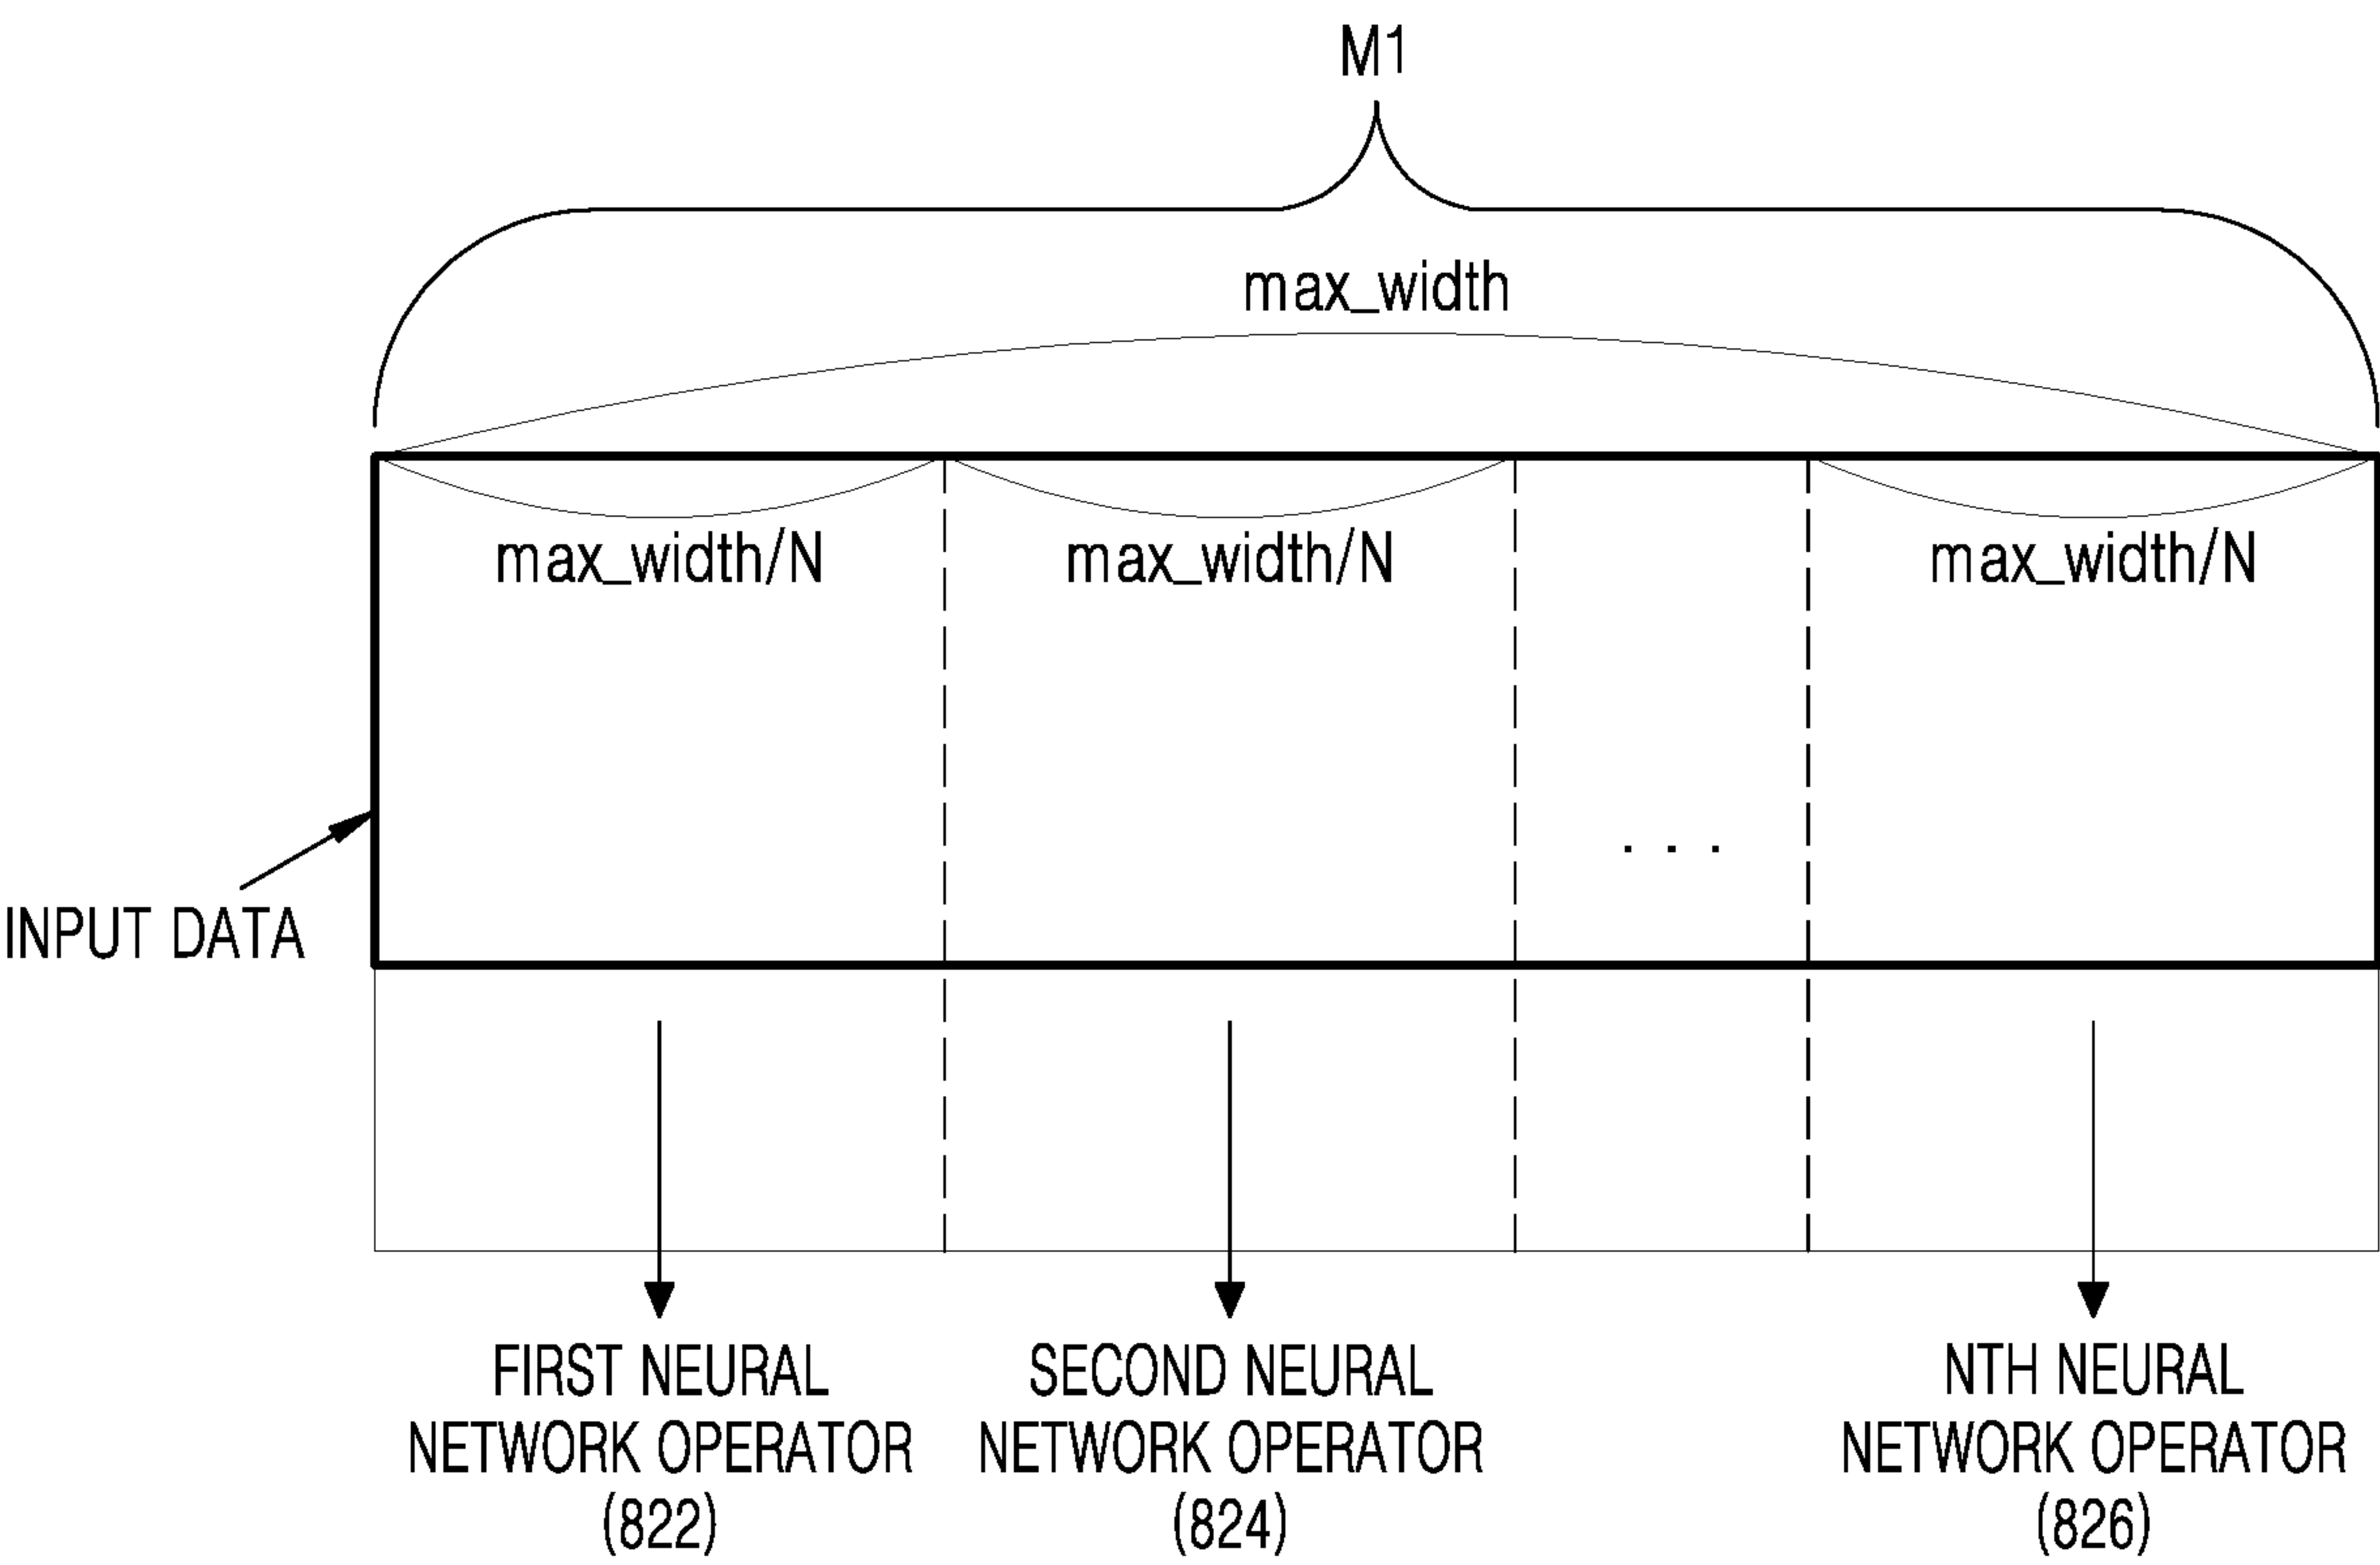 M1
max_width
max_width/N
max_width/N
max_width/N
. . .
INPUT DATA
FIRST NEURAL
NETWORK OPERATOR
(822)
SECOND NEURAL
NETWORK OPERATOR
(824)
NTH NEURAL
NETWORK OPERATOR
(826)